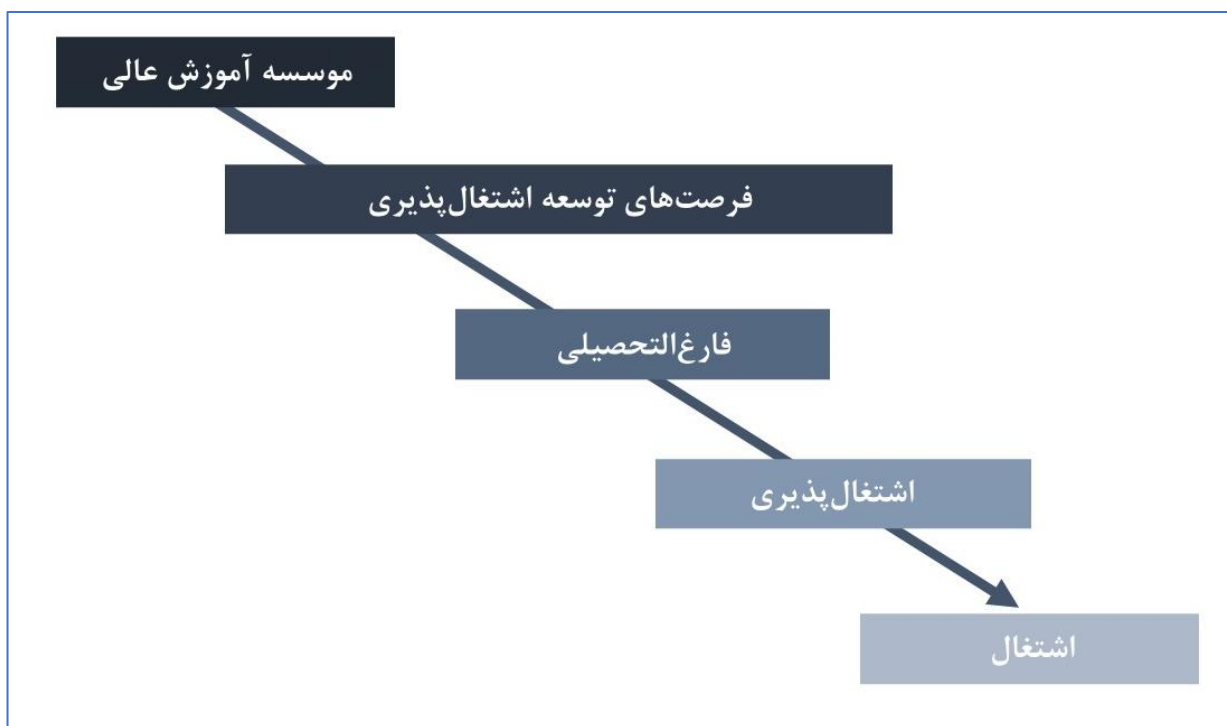 موسسه آموزش عالی
فرصت‌های توسعه اشتغال‌پذیری
فارغ‌التحصیلی
اشتغال‌پذیری
اشتغال